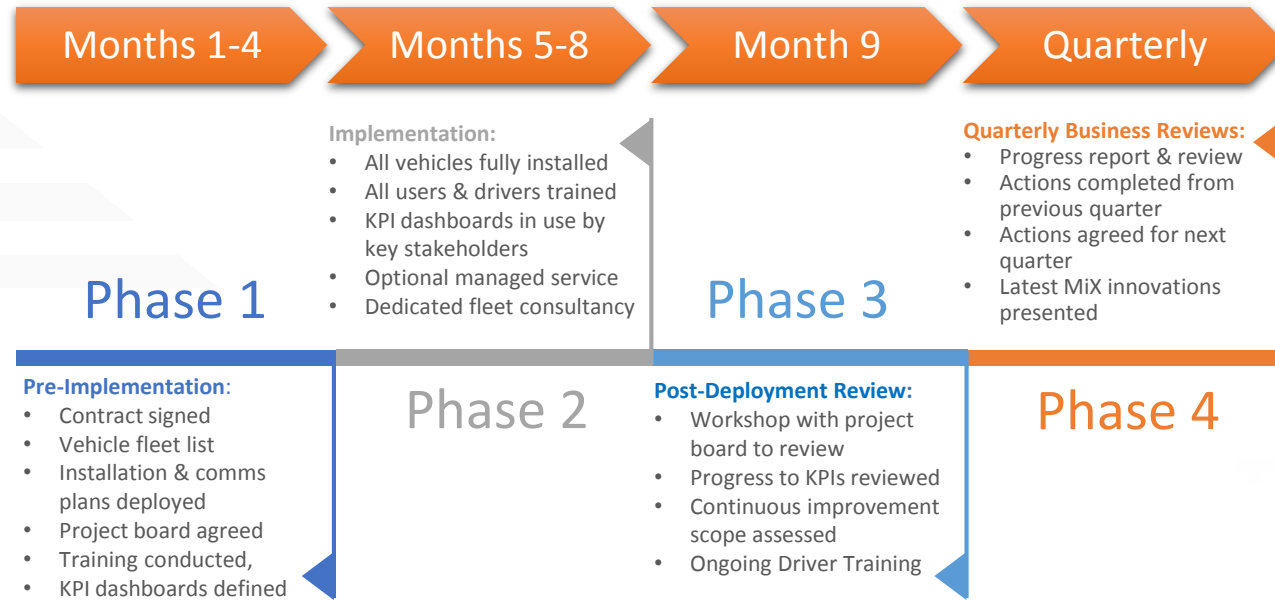 Months 1-4
Months 5-8
Month 9
Quarterly
Implementation:
• All vehicles fully installed
• All users & drivers trained
• KPI dashboards in use by
key stakeholders
• Optional managed service
• Dedicated fleet consultancy
Quarterly Business Reviews:
• Progress report & review
• Actions completed from
previous quarter
• Actions agreed for next
quarter
• Latest MiX innovations
presented
Phase 1
Phase 3
Pre-Implementation:
• Contract signed
• Vehicle fleet list
• Installation & comms
plans deployed
• Project board agreed
• Training conducted,
• KPI dashboards defined
Phase 2
Post-Deployment Review:
• Workshop with project
board to review
• Progress to KPIs reviewed
• Continuous improvement
scope assessed
• Ongoing Driver Training
Phase 4